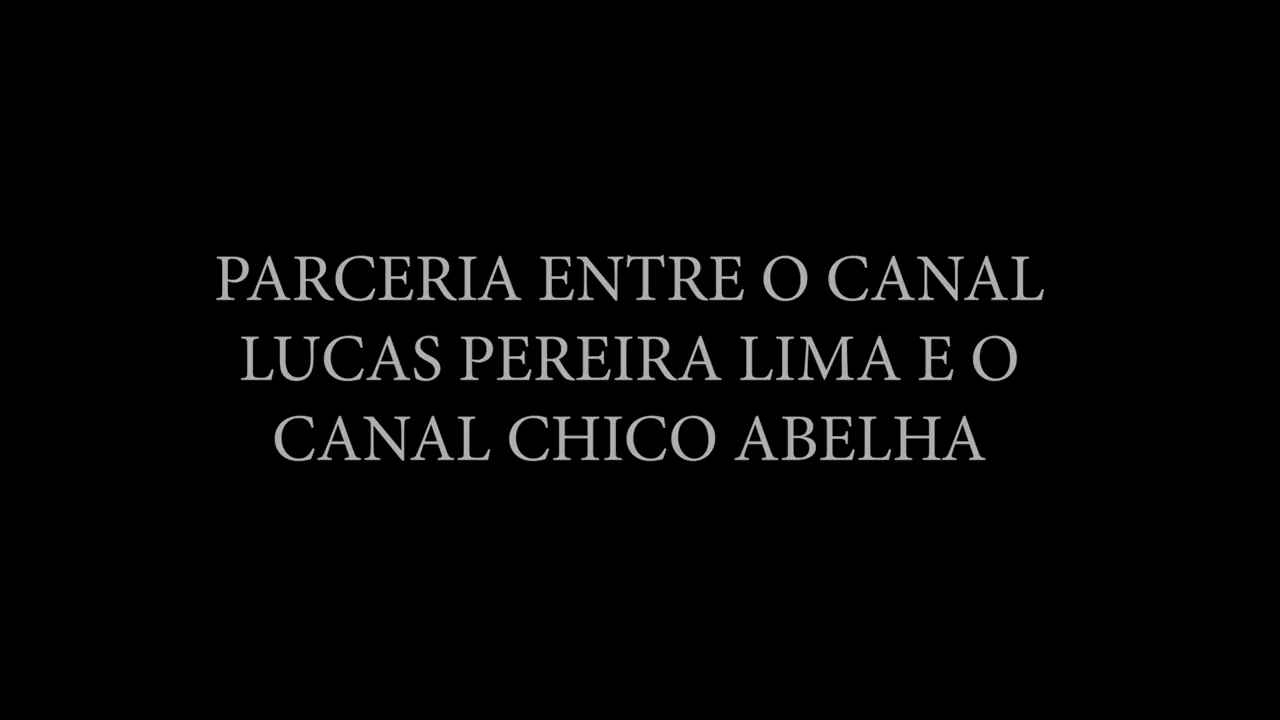 PARCERIA ENTRE O CANAL
LUCAS PEREIRA LIMA E O
CANAL CHICO ABELHA